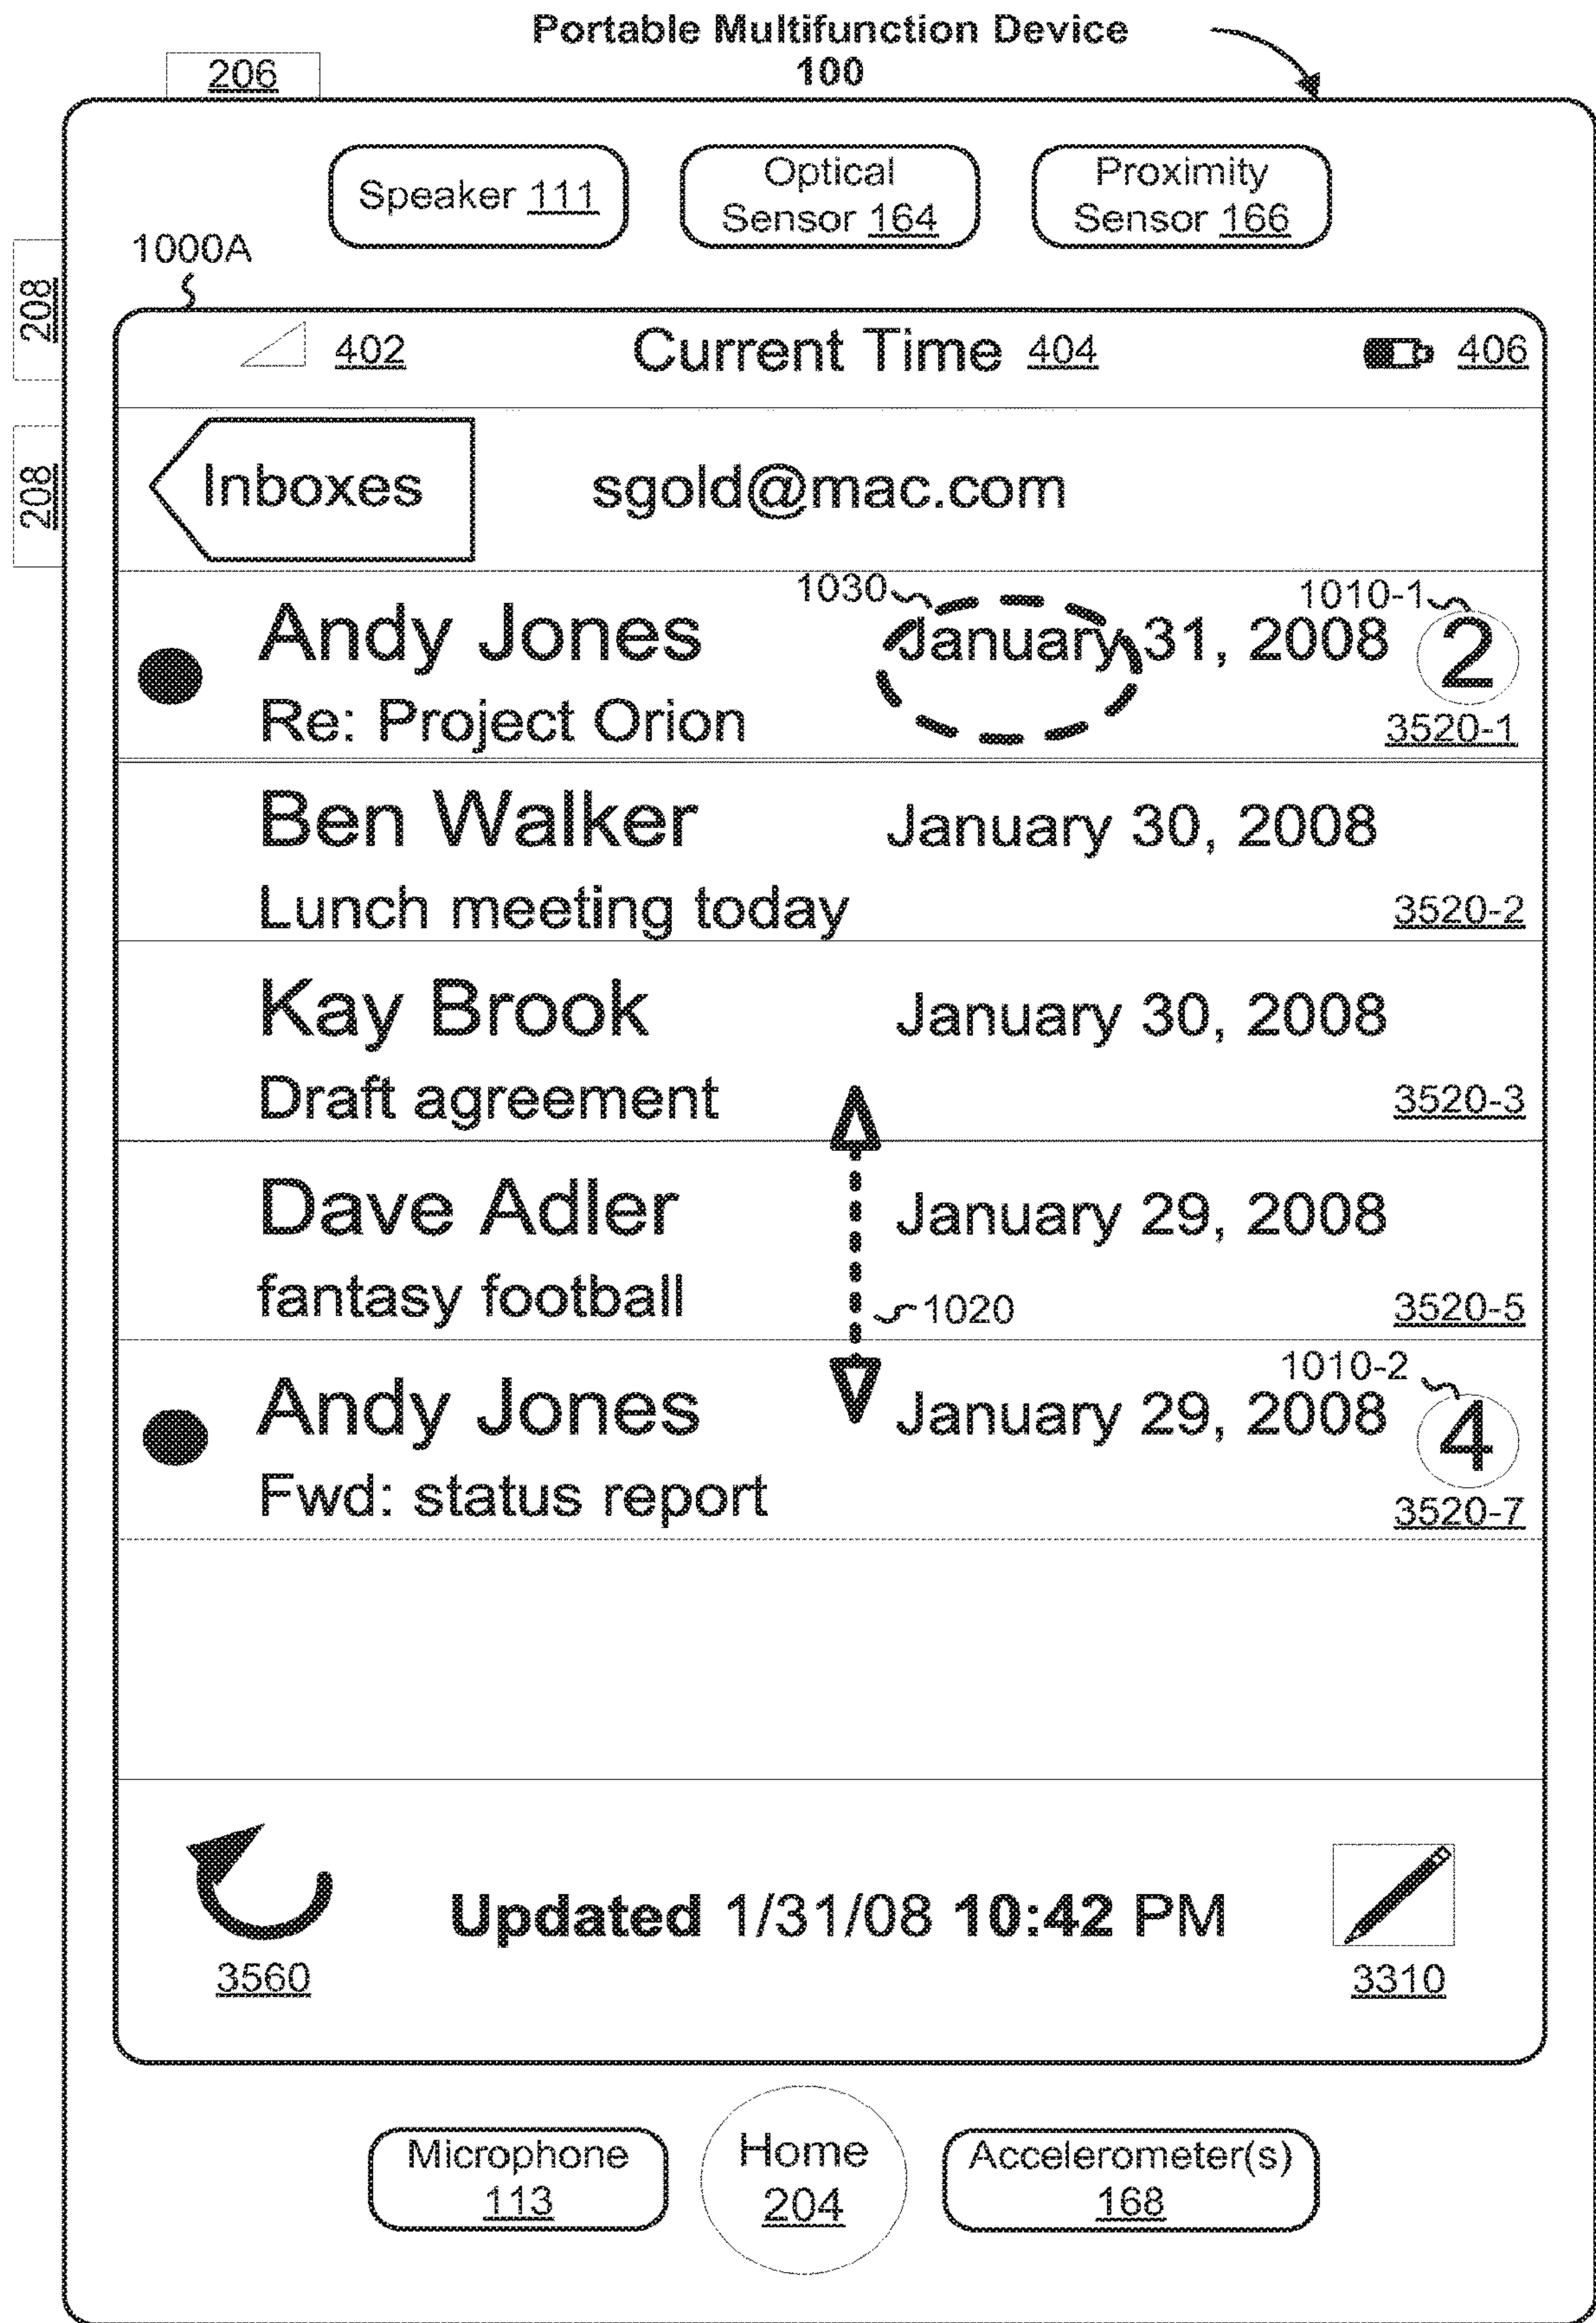 Portable Multifunction Device
100
206
Speaker 111
Optical
Sensor 164
Proximity
Sensor 166
1000A
208
208
402
Current Time 404
406
Inboxes
sgold@mac.com
1030
1010-1
Andy Jones
January 31, 2008
2
Re: Project Orion
3520-1
Ben Walker
January 30, 2008
Lunch meeting today
3520-2
Kay Brook
January 30, 2008
Draft agreement
3520-3
Dave Adler
January 29, 2008
fantasy football
1020
3520-5
1010-2
Andy Jones
January 29, 2008
4
Fwd: status report
3520-7
Updated 1/31/08 10:42 PM
3560
3310
Microphone
113
Home
204
Accelerometer(s)
168